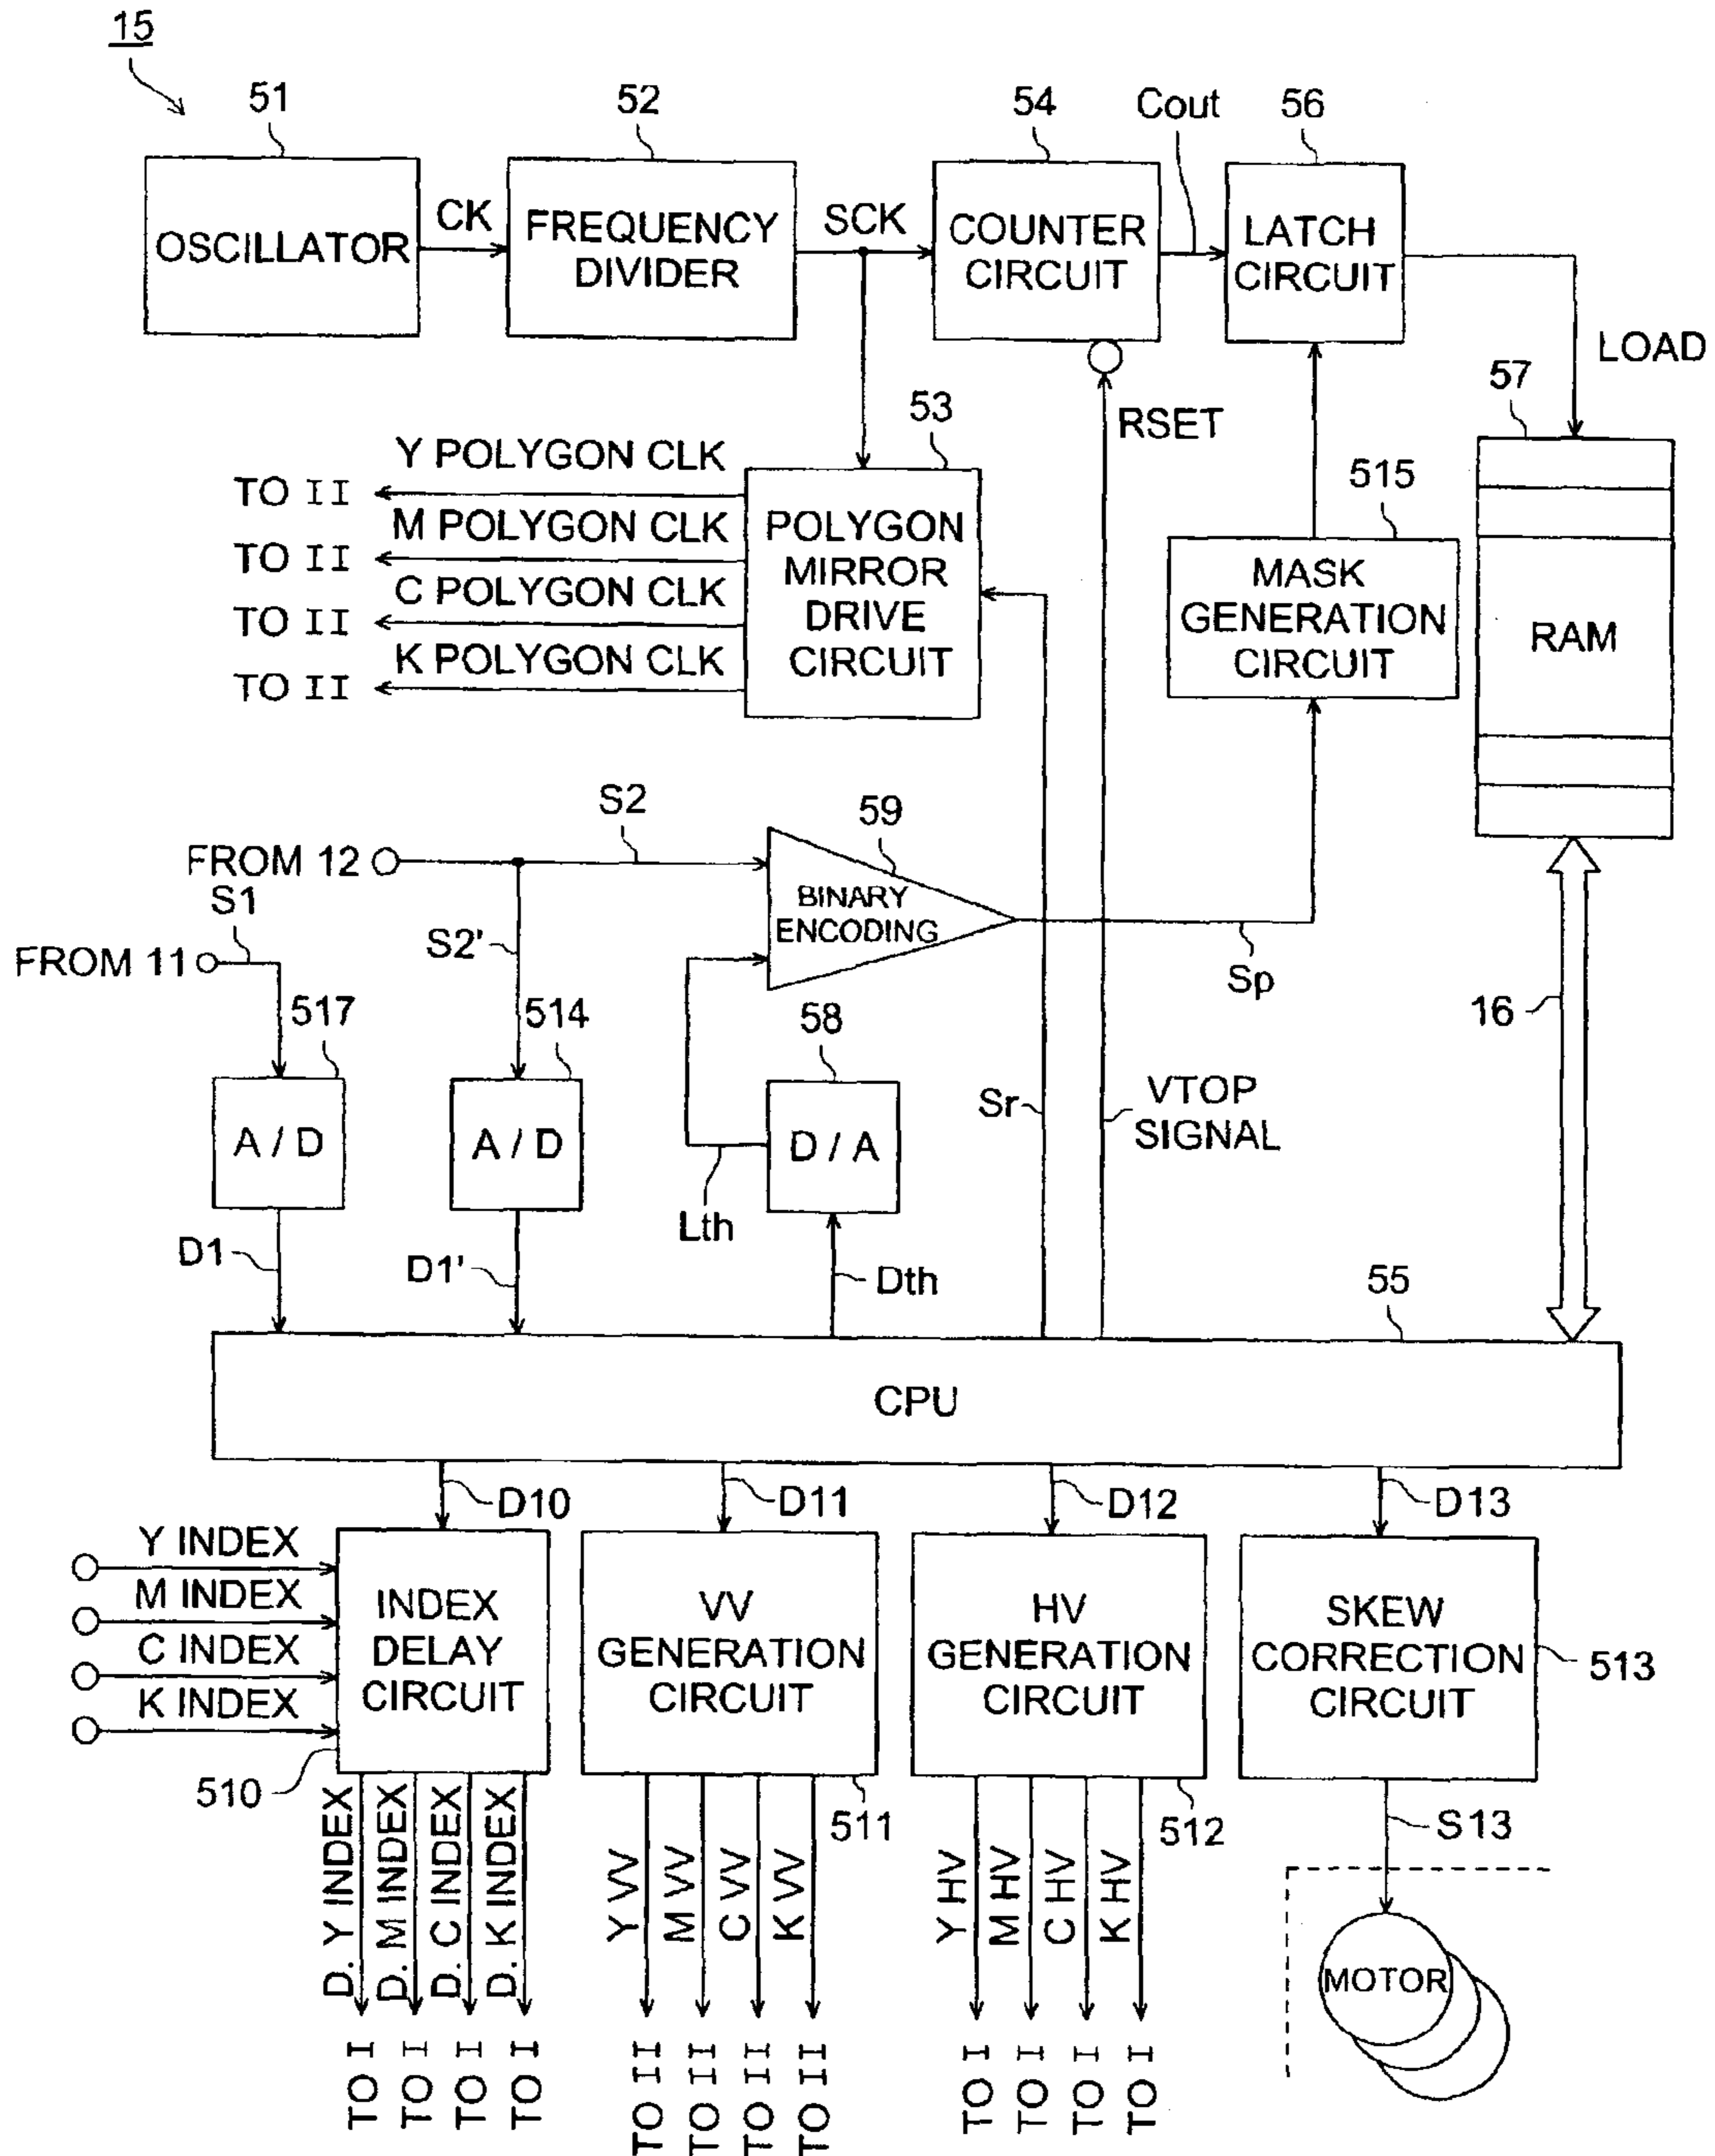 15
51
52
54
Cout
56
OSCILLATOR
CK
FREQUENCY
DIVIDER
SCK
COUNTER
CIRCUIT
LATCH
CIRCUIT
LOAD
57
RSET
53
Y POLYGON CLK
TO II
M POLYGON CLK
TO II
C POLYGON CLK
TO II
K POLYGON CLK
TO II
POLYGON
MIRROR
DRIVE
CIRCUIT
515
MASK
GENERATION
CIRCUIT
RAM
FROM 12
S2
59
BINARY
ENCODING
S1
FROM 11
S2'
Sp
16
517
514
58
A / D
A / D
D / A
Sr
VTOP
SIGNAL
Lth
D1
D1'
Dth
55
CPU
D10
D11
D12
D13
Y INDEX
M INDEX
C INDEX
K INDEX
INDEX
DELAY
CIRCUIT
VV
GENERATION
CIRCUIT
HV
GENERATION
CIRCUIT
SKEW
CORRECTION
CIRCUIT
513
510
511
512
S13
D. Y INDEX
D. M INDEX
D. C INDEX
D. K INDEX
Y VV
M VV
C VV
K VV
Y HV
M HV
C HV
K HV
MOTOR
TO I
TO I
TO I
TO I
TO II
TO II
TO II
TO II
TO I
TO I
TO I
TO I